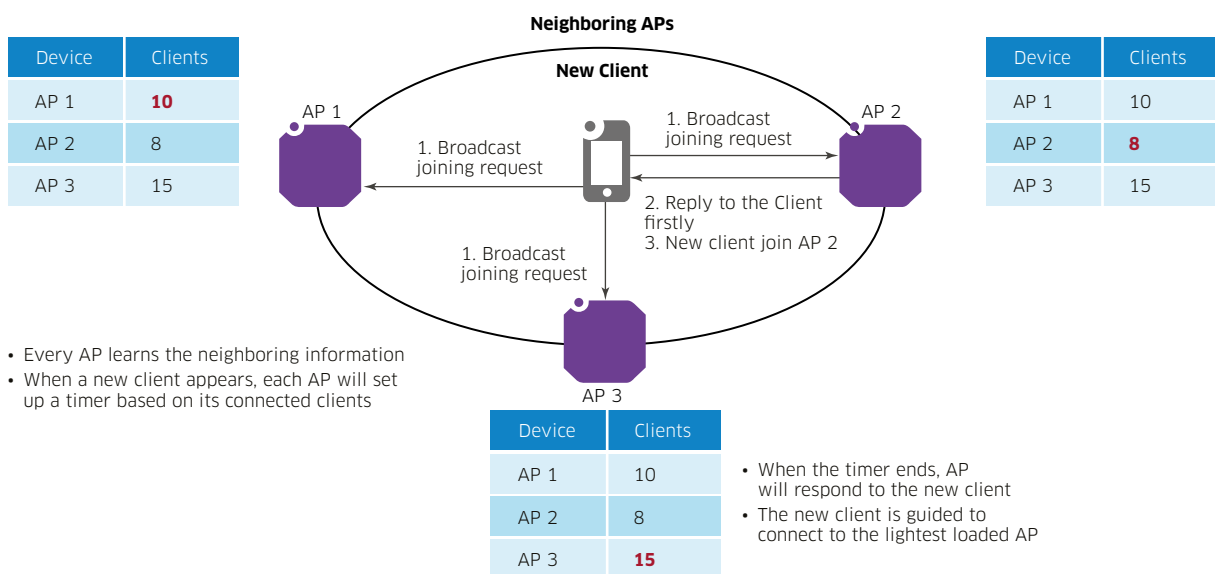 Neighboring APs
New Client
Device Clients
AP 1 10
AP 2 8
AP 3 15
AP 1
1. Broadcast
joining request
1. Broadcast
joining request
AP 2
2. Reply to the Client
firstly
3. New client join AP 2
Device Clients
AP 1 10
AP 2 8
AP 3 15
1. Broadcast
joining request
• Every AP learns the neighboring information
• When a new client appears, each AP will set
up a timer based on its connected clients
AP 3
Device Clients
AP 1 10
AP 2 8
AP 3 15
• When the timer ends, AP
will respond to the new client
• The new client is guided to
connect to the lightest loaded AP